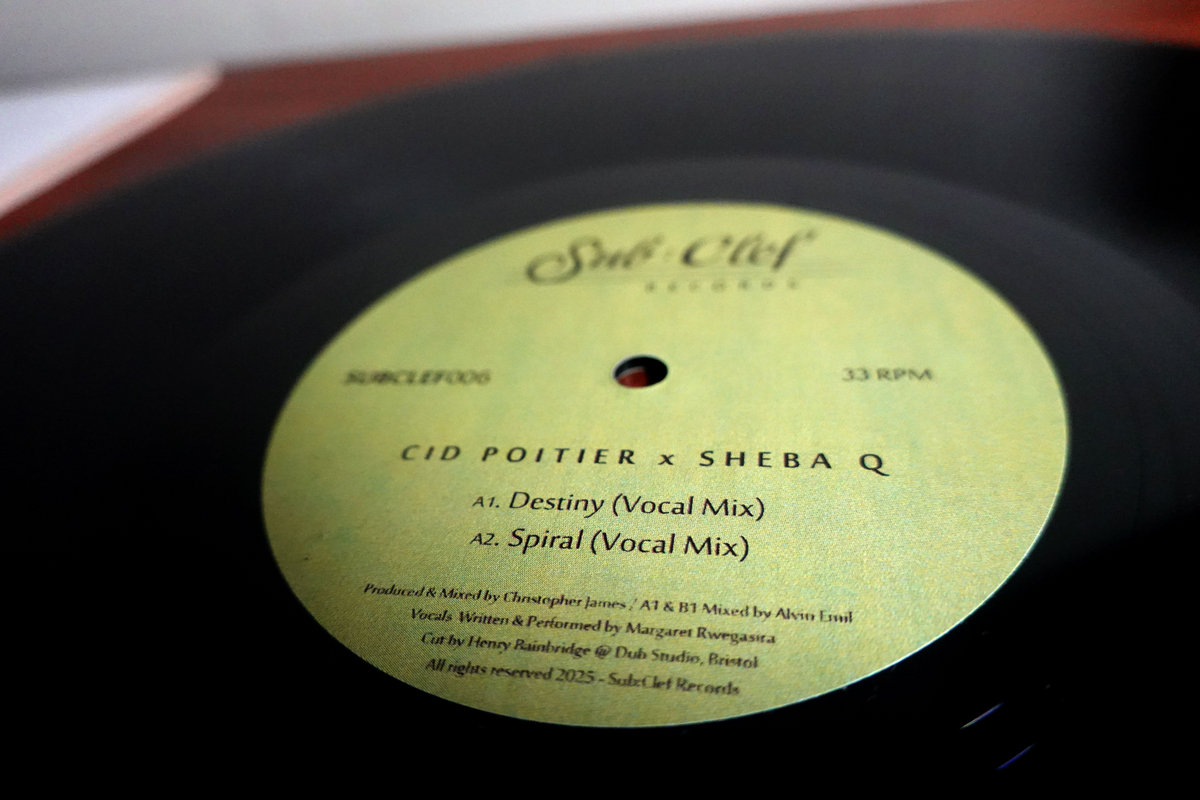 Sub·Clef
RECORDS
SUBCLEF006
33 RPM
CID POITIER x SHEBA Q
A1. Destiny (Vocal Mix)
A2. Spiral (Vocal Mix)
Produced & Mixed by Christopher James / A1 & B1 Mixed by Alvin Emil
Vocals Written & Performed by Margaret Rwegasira
Cut by Henry Bainbridge @ Dub Studio, Bristol
All rights reserved 2025 - Sub:Clef Records